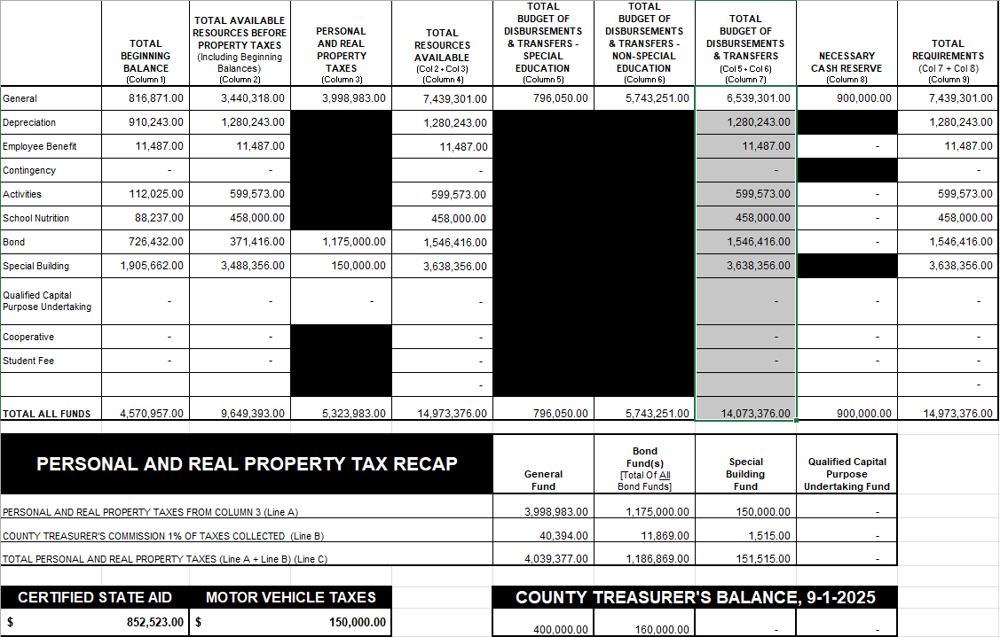 TOTAL BEGINNING BALANCE (Column 1)
TOTAL AVAILABLE RESOURCES BEFORE PROPERTY TAXES (Including Beginning Balances) (Column 2)
PERSONAL AND REAL PROPERTY TAXES (Column 3)
TOTAL RESOURCES AVAILABLE (Col 2 + Col 3) (Column 4)
TOTAL BUDGET OF DISBURSEMENTS & TRANSFERS - SPECIAL EDUCATION (Column 5)
TOTAL BUDGET OF DISBURSEMENTS & TRANSFERS - NON-SPECIAL EDUCATION (Column 6)
TOTAL BUDGET OF DISBURSEMENTS & TRANSFERS (Col 5 + Col 6) (Column 7)
NECESSARY CASH RESERVE (Column 8)
TOTAL REQUIREMENTS (Col 7 + Col 8) (Column 9)
General 816,871.00 3,440,318.00 3,998,983.00 7,439,301.00 796,050.00 5,743,251.00 6,539,301.00 900,000.00 7,439,301.00
Depreciation 910,243.00 1,280,243.00 1,280,243.00 1,280,243.00 1,280,243.00
Employee Benefit 11,487.00 11,487.00 11,487.00 11,487.00 - 11,487.00
Contingency - - - - -
Activities 112,025.00 599,573.00 599,573.00 599,573.00 - 599,573.00
School Nutrition 88,237.00 458,000.00 458,000.00 458,000.00 - 458,000.00
Bond 726,432.00 371,416.00 1,175,000.00 1,546,416.00 1,546,416.00 - 1,546,416.00
Special Building 1,905,662.00 3,488,356.00 150,000.00 3,638,356.00 3,638,356.00 3,638,356.00
Qualified Capital
Purpose Undertaking - - - - - - -
Cooperative - - - - - -
Student Fee - - - - - -
- - -
TOTAL ALL FUNDS 4,570,957.00 9,649,393.00 5,323,983.00 14,973,376.00 796,050.00 5,743,251.00 14,073,376.00 900,000.00 14,973,376.00
PERSONAL AND REAL PROPERTY TAX RECAP
General Fund
Bond Fund(s) [Total Of All Bond Funds]
Special Building Fund
Qualified Capital Purpose Undertaking Fund
PERSONAL AND REAL PROPERTY TAXES FROM COLUMN 3 (Line A) 3,998,983.00 1,175,000.00 150,000.00 -
COUNTY TREASURER'S COMMISSION 1% OF TAXES COLLECTED (Line B) 40,394.00 11,869.00 1,515.00 -
TOTAL PERSONAL AND REAL PROPERTY TAXES (Line A + Line B) (Line C) 4,039,377.00 1,186,869.00 151,515.00 -
CERTIFIED STATE AID MOTOR VEHICLE TAXES COUNTY TREASURER'S BALANCE, 9-1-2025
$ 852,523.00 $ 150,000.00 400,000.00 160,000.00 - -